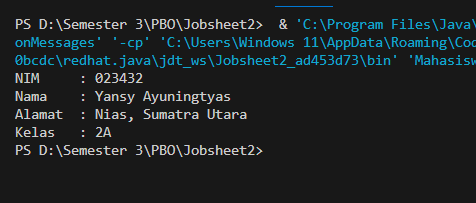 PS D:\Semester 3\PBO\Jobsheet2>  & 'C:\Program Files\Java\
onMessages' '-cp' 'C:\Users\Windows 11\AppData\Roaming\Coc
0bcdc\redhat.java\jdt_ws\Jobsheet2_ad453d73\bin' 'Mahasisw
NIM    : 023432
Nama   : Yansy Ayuningtyas
Alamat : Nias, Sumatra Utara
Kelas  : 2A
PS D:\Semester 3\PBO\Jobsheet2>